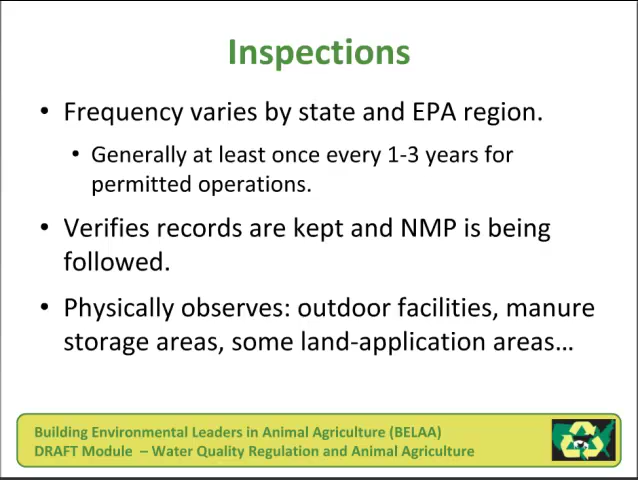 Inspections
• Frequency varies by state and EPA region.
• Generally at least once every 1-3 years for
permitted operations.
• Verifies records are kept and NMP is being
followed.
• Physically observes: outdoor facilities, manure
storage areas, some land-application areas…
Building Environmental Leaders in Animal Agriculture (BELAA)
DRAFT Module – Water Quality Regulation and Animal Agriculture